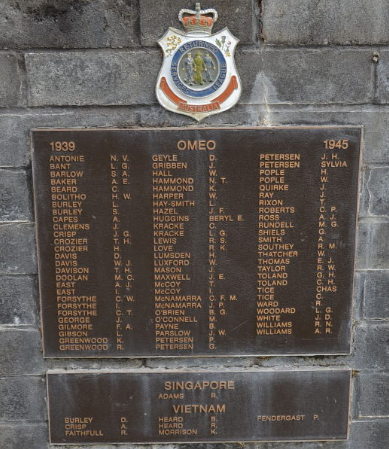 AUSTRALIA
1939 OMEO 1945
ANTONIE N. V.
BANT L. G.
BARLOW S. A.
BAKER A. E.
BEARD C.
BOLITHO H. W.
BURLEY L.
BURLEY S. A.
CAPES A.
CLEMENS J.
CRISP J. G.
CROZIER T. H.
CROZIER H.
DAVIS D.
DAVIS W. J.
DAVISON T. H.
DOOLAN M. C.
EAST A. L.
EAST J.
FORSYTHE C. W.
FORSYTHE J.
FORSYTHE C. T.
GEORGE J.
GILMORE F. A.
GIBSON L.
GREENWOOD K.
GREENWOOD R.
GEYLE D.
GRIBBEN J.
HALL W.
HAMMOND N. T.
HAMMOND K.
HARPER W.
HAY-SMITH L.
HAZEL J. F.
HUGGINS BERYL E.
KRACKE J.
KRACKE C.
LEWIS R. S.
LOVE R. K.
LUMSDEN H.
LUXFORD L.
MASON J.
MAXWELL J. E.
McCOY T.
McCOY L.
McNAMARRA C. F. M.
McNAMARRA J. P.
O'BRIEN B. G.
O'CONNELL M.
PAYNE B.
PURSLOW J. W.
PETERSEN P.
PETERSEN G.
PETERSEN J. H.
PETERSEN SYLVIA
POPLE H.
POPLE W.
QUIRKE J.
RAY J.
RIXON T.
ROBERTS C. P.
ROSS A. J.
RUNDELL M. G.
SHIELS G.
SMITH A.
SOUTHEY R. M.
THATCHER W.
THOMAS E. J.
TAYLOR R. W.
TOLAND G. H.
TOLAND C. H.
TICE CHAS
TICE C.
WARD R.
WOODARD L. G.
WHITE J. D.
WILLIAMS R. N.
WILLIAMS A. R.
SINGAPORE
ADAMS R.
VIETNAM
BURLEY D.
CRISP A.
FAITHFULL R.
HEARD B.
HEARD R.
MORRISON K.
PENDERGAST P.